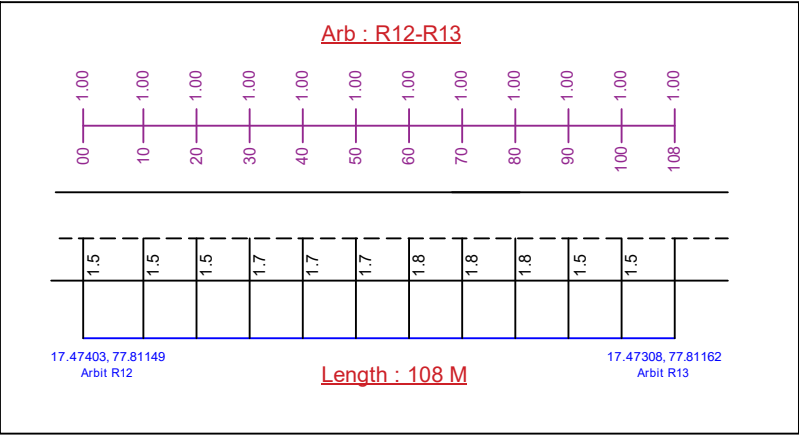 Arb : R12-R13
1.00 1.00 1.00 1.00 1.00 1.00 1.00 1.00 1.00 1.00 1.00 1.00
00 10 20 30 40 50 60 70 80 90 100 108
1.5 1.5 1.5 1.7 1.7 1.7 1.8 1.8 1.8 1.5 1.5
17.47403, 77.81149
Arbit R12
Length : 108 M
17.47308, 77.81162
Arbit R13